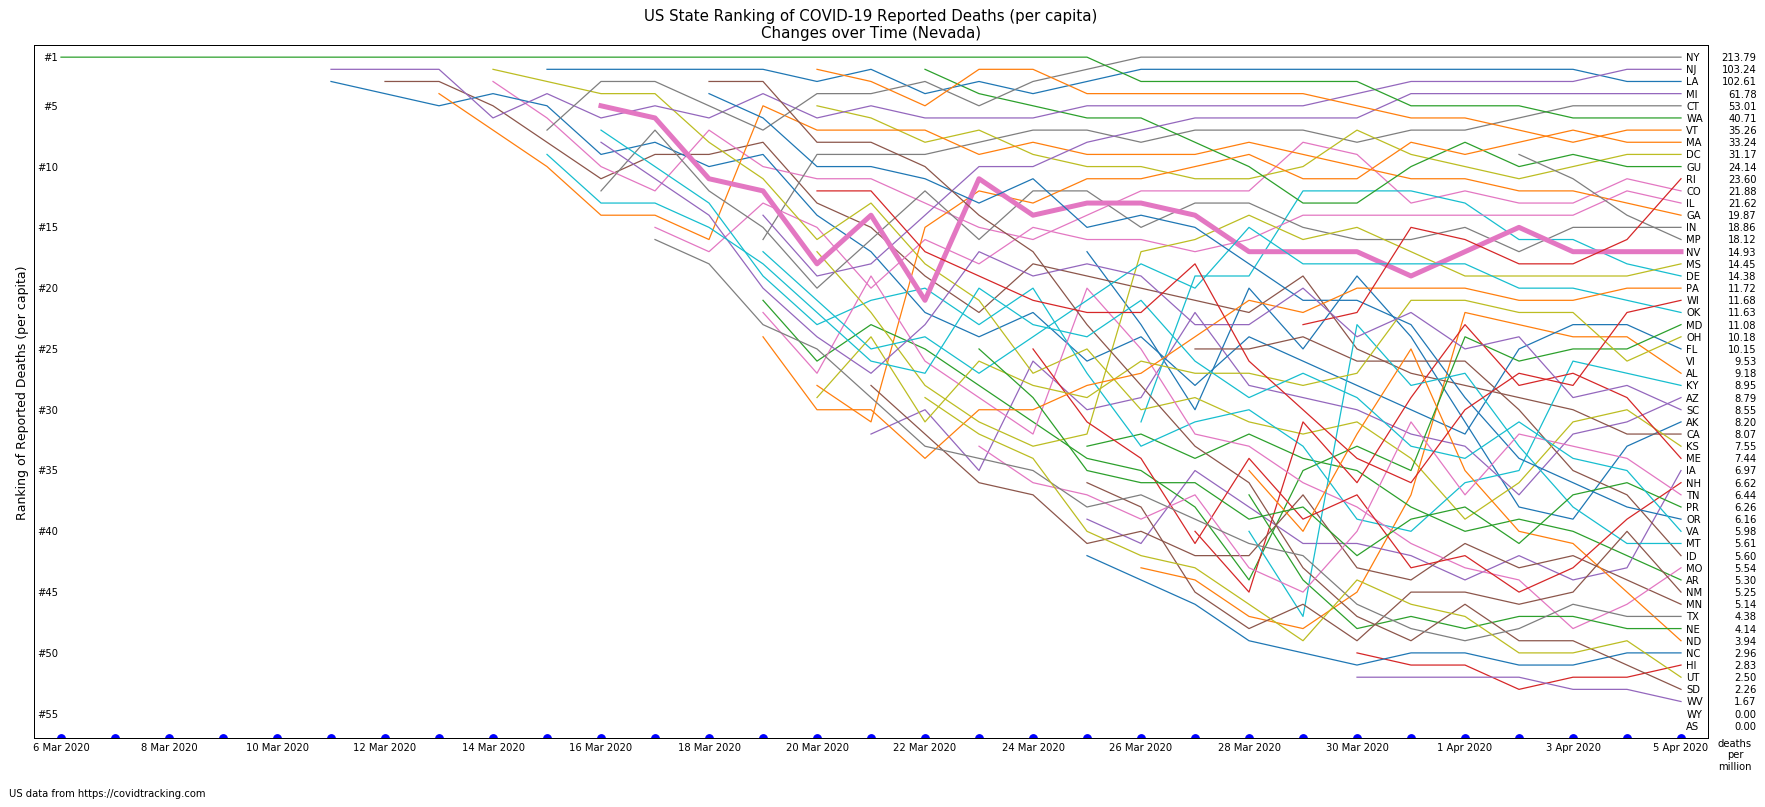 US State Ranking of COVID-19 Reported Deaths (per capita)
Changes over Time (Nevada)
Ranking of Reported Deaths (per capita)
#1
#5
#10
#15
#20
#25
#30
#35
#40
#45
#50
#55
NY 213.79
NJ 103.24
LA 102.61
MI 61.78
CT 53.01
WA 40.71
VT 35.26
MA 33.24
DC 31.17
GU 24.14
RI 23.60
CO 21.88
IL 21.62
GA 19.87
IN 18.86
MP 18.12
NV 14.93
MS 14.45
DE 14.38
PA 11.72
WI 11.68
OK 11.63
MD 11.08
OH 10.18
FL 10.15
VI 9.53
AL 9.18
KY 8.95
AZ 8.79
SC 8.55
AK 8.20
CA 8.07
KS 7.55
ME 7.44
IA 6.97
NH 6.62
TN 6.44
PR 6.26
OR 6.16
VA 5.98
MT 5.61
ID 5.60
MO 5.54
AR 5.30
NM 5.25
MN 5.14
TX 4.38
NE 4.14
ND 3.94
NC 2.96
HI 2.83
UT 2.50
SD 2.26
WV 1.67
WY 0.00
AS 0.00
6 Mar 2020 8 Mar 2020 10 Mar 2020 12 Mar 2020 14 Mar 2020 16 Mar 2020 18 Mar 2020 20 Mar 2020 22 Mar 2020 24 Mar 2020 26 Mar 2020 28 Mar 2020 30 Mar 2020 1 Apr 2020 3 Apr 2020 5 Apr 2020
deaths
per
million
US data from https://covidtracking.com